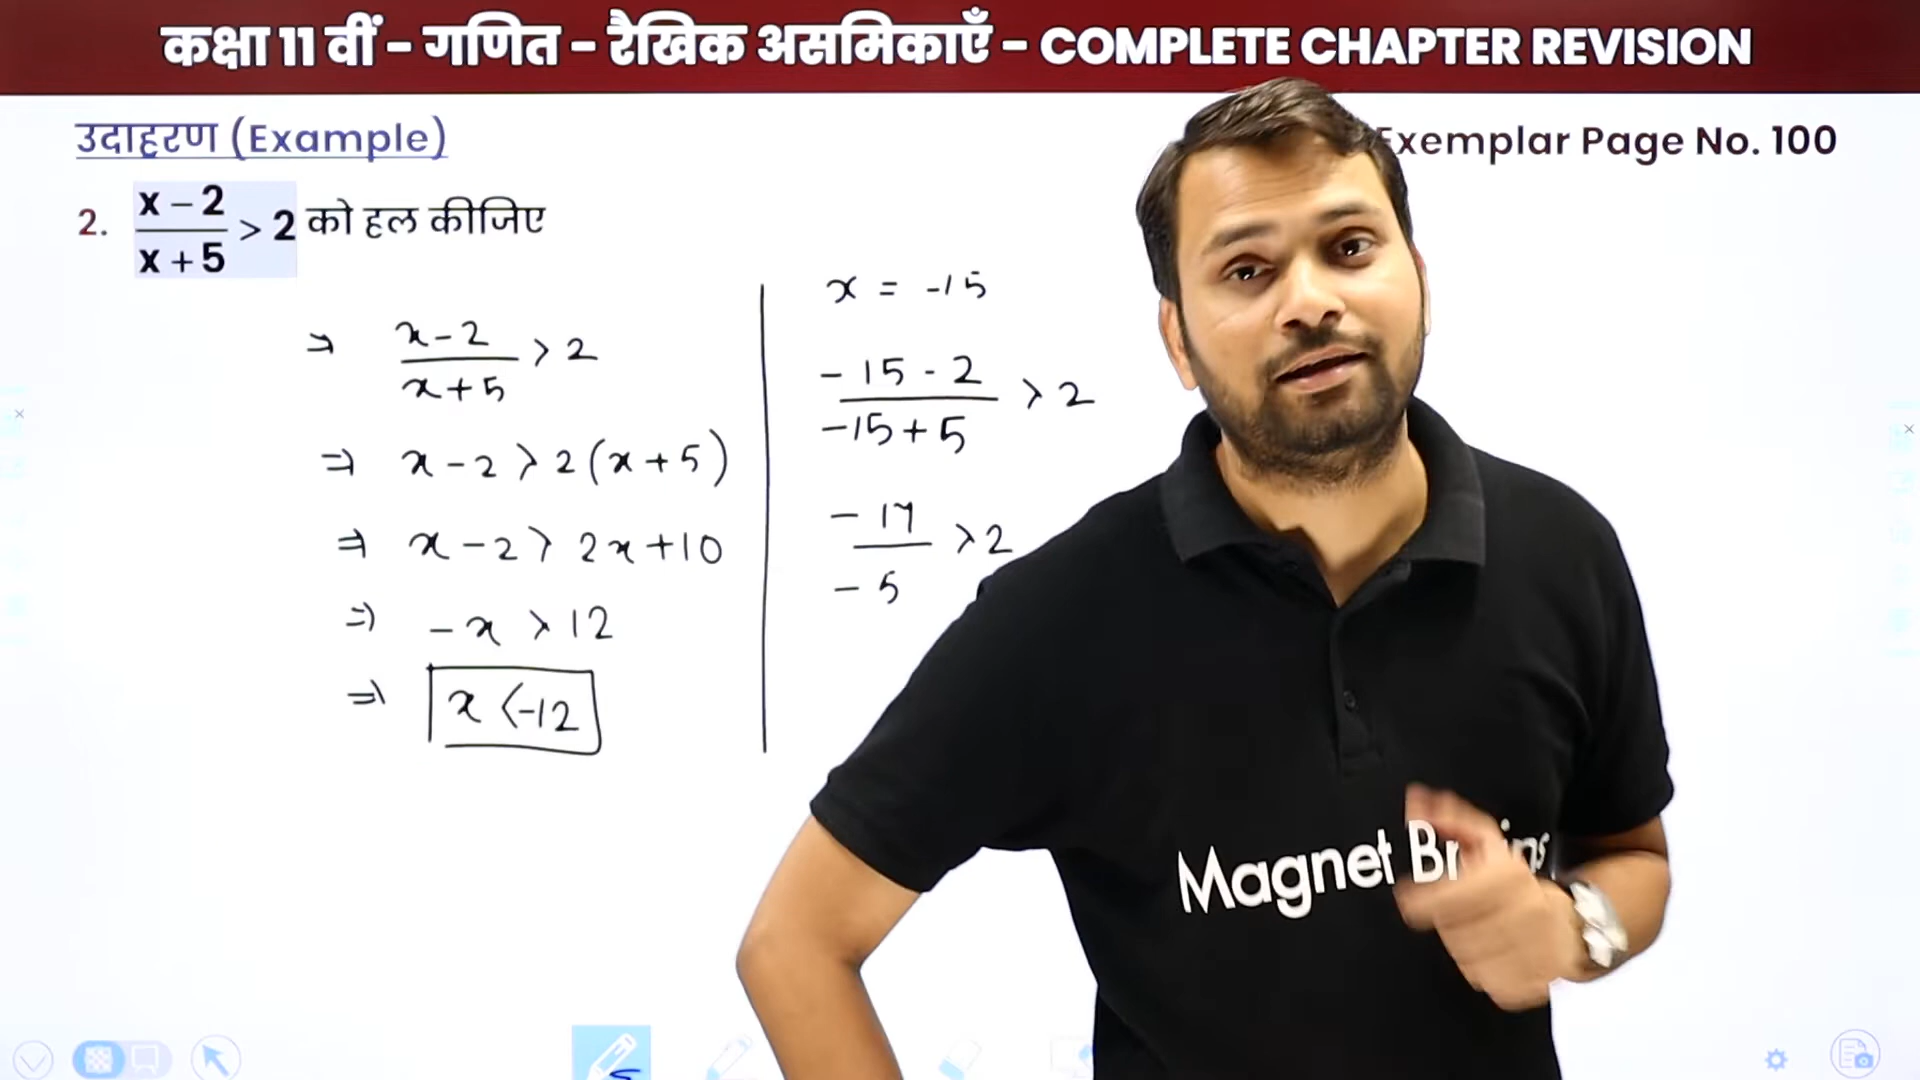 कक्षा 11 वीं – गणित – रैखिक असमिकाएँ – COMPLETE CHAPTER REVISION
उदाहरण (Example)
Exemplar Page No. 100
2. x – 2 / x + 5 > 2 को हल कीजिए
⇒ x-2 / x+5 > 2
⇒ x-2 > 2(x+5)
⇒ x-2 > 2x+10
⇒ -x > 12
⇒ x < -12
x = -15
-15-2 / -15+5 > 2
-17 / -5 > 2
Magnet Brains